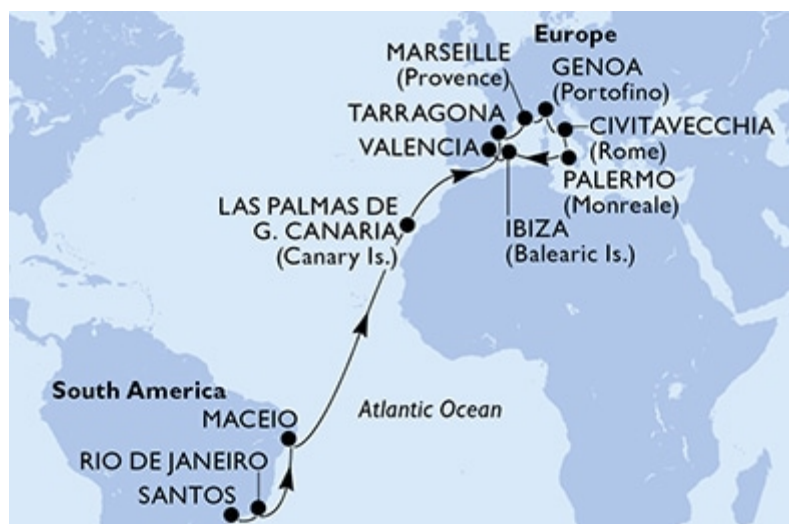 Europe
MARSEILLE
(Provence)
GENOA
(Portofino)
TARRAGONA
CIVITAVECCHIA
(Rome)
VALENCIA
PALERMO
(Monreale)
LAS PALMAS DE
G. CANARIA
(Canary Is.)
IBIZA
(Balearic Is.)
South America
MACEIO
Atlantic Ocean
RIO DE JANEIRO
SANTOS